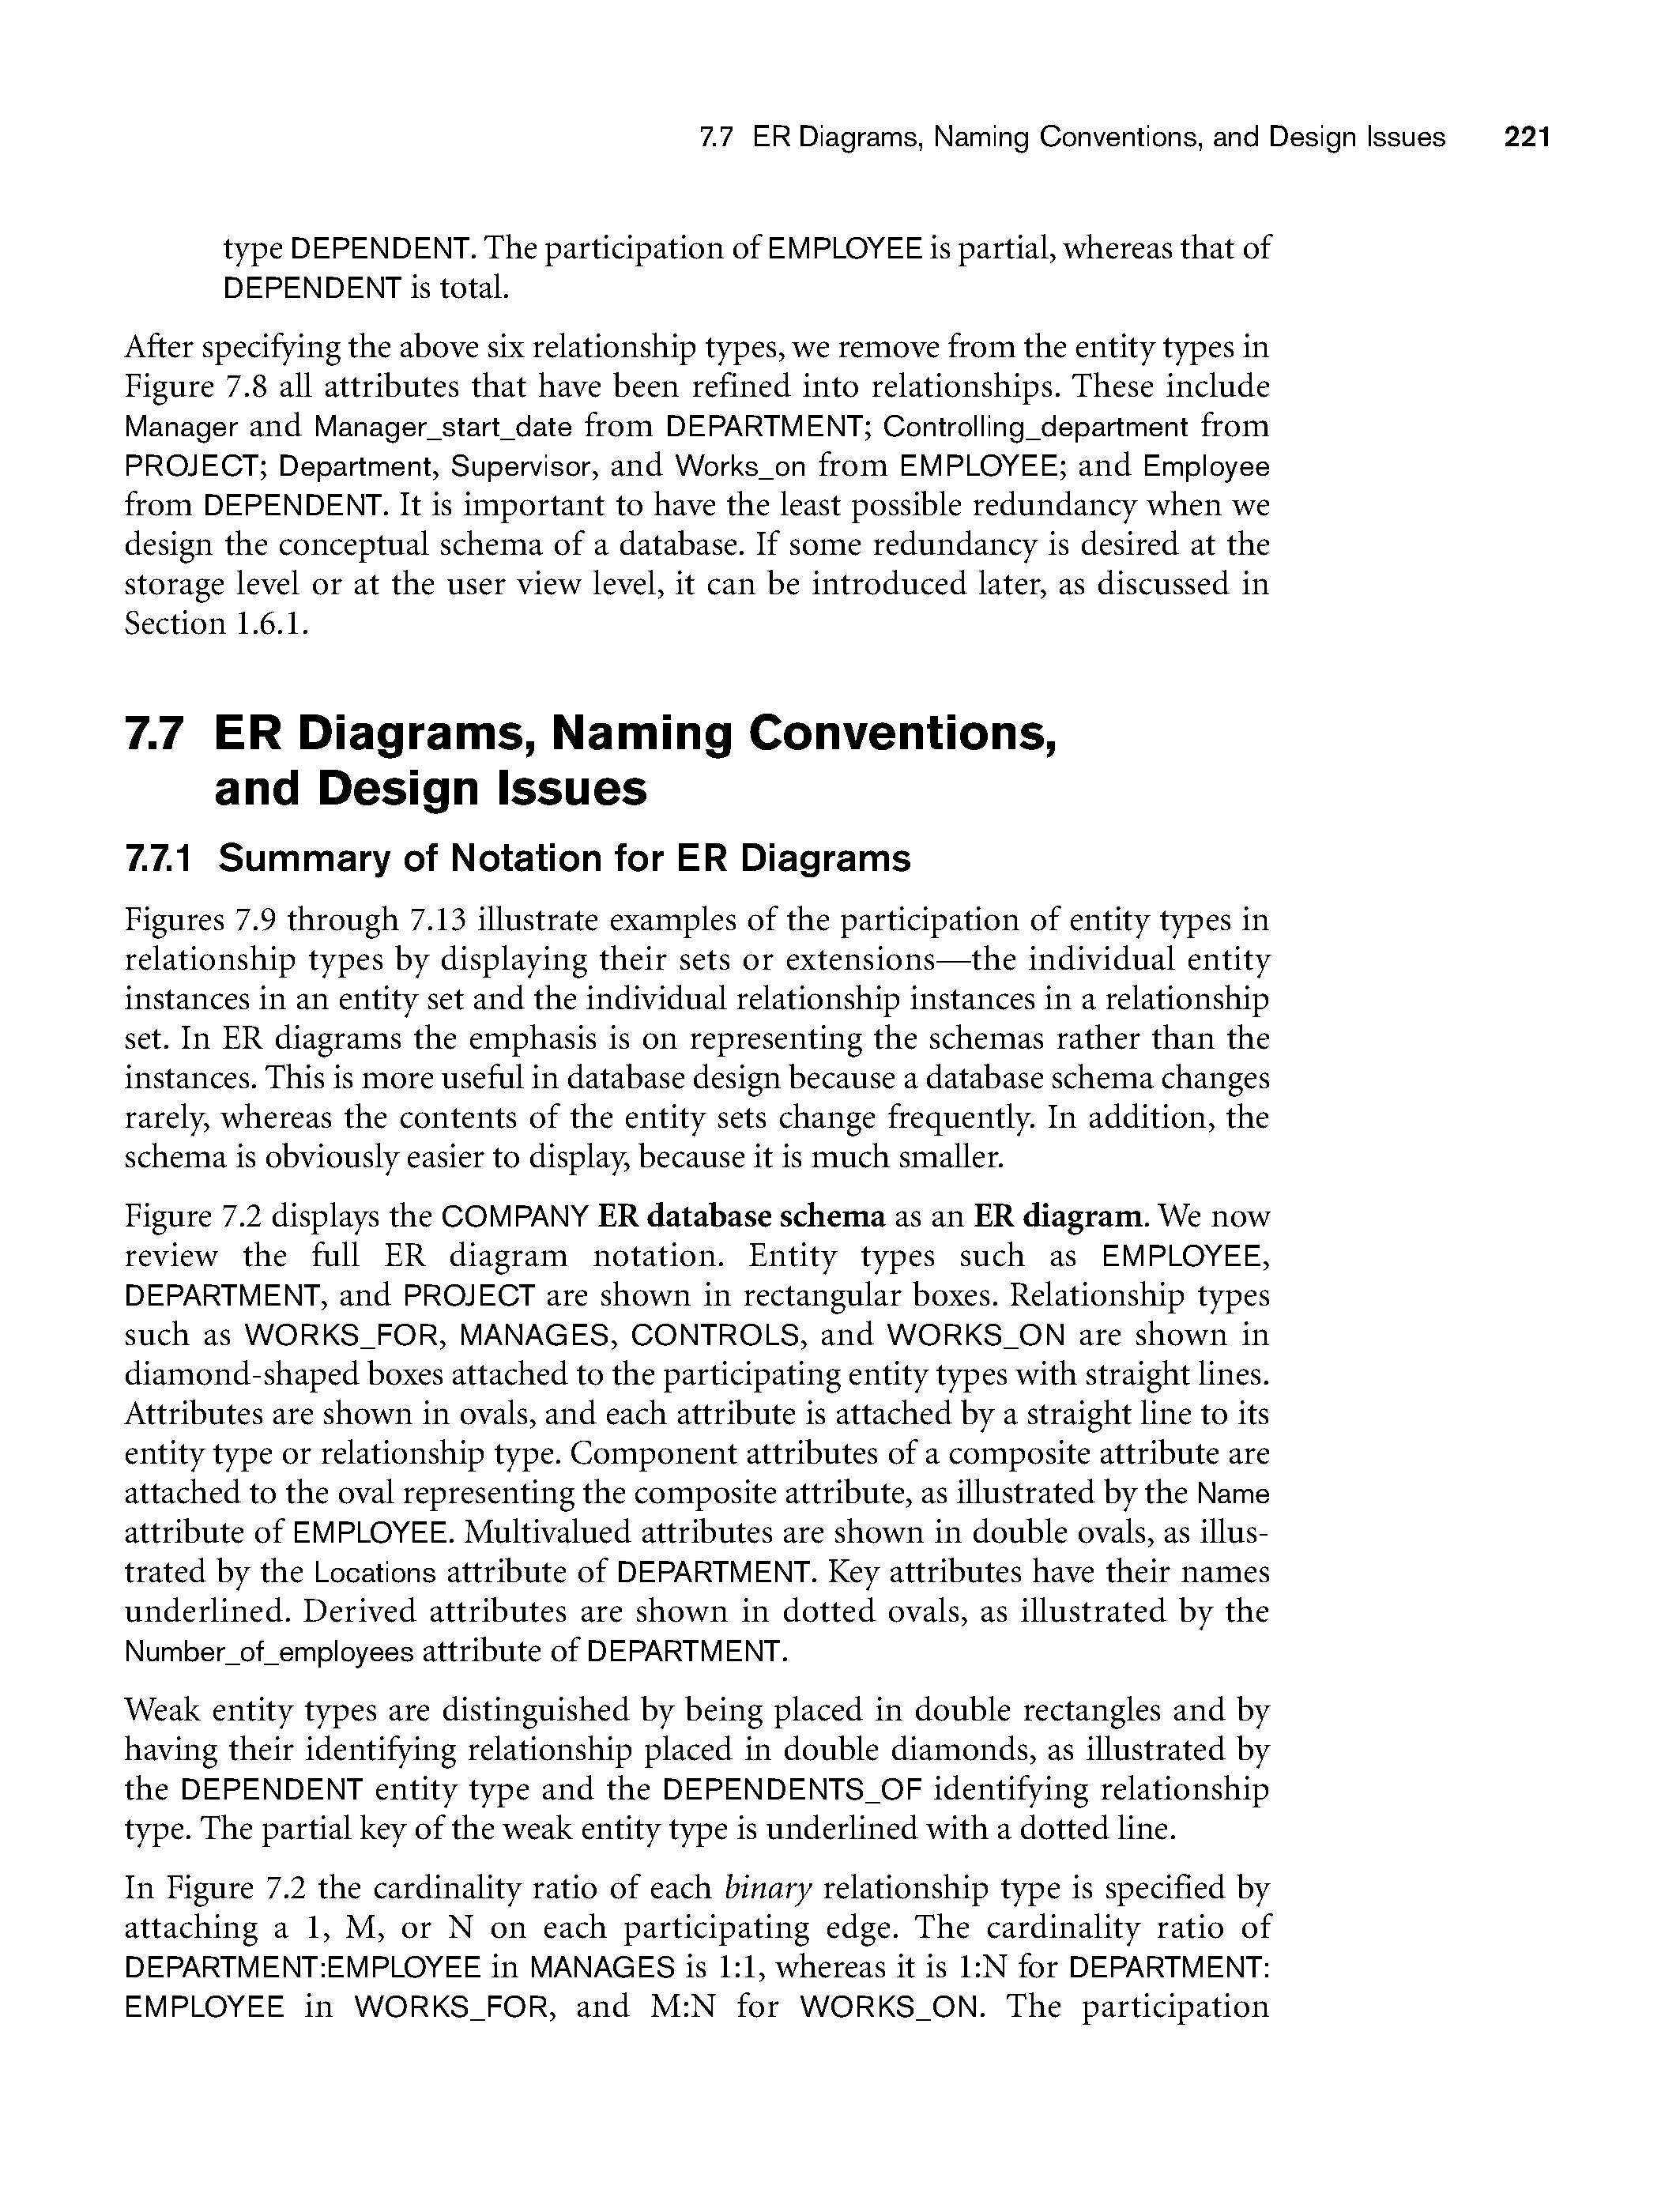 7.7 ER Diagrams, Naming Conventions, and Design Issues 221
type DEPENDENT. The participation of EMPLOYEE is partial, whereas that of
DEPENDENT is total.
After specifying the above six relationship types, we remove from the entity types in
Figure 7.8 all attributes that have been refined into relationships. These include
Manager and Manager_start_date from DEPARTMENT; Controlling_department from
PROJECT; Department, Supervisor, and Works_on from EMPLOYEE; and Employee
from DEPENDENT. It is important to have the least possible redundancy when we
design the conceptual schema of a database. If some redundancy is desired at the
storage level or at the user view level, it can be introduced later, as discussed in
Section 1.6.1.
7.7 ER Diagrams, Naming Conventions,
and Design Issues
7.7.1 Summary of Notation for ER Diagrams
Figures 7.9 through 7.13 illustrate examples of the participation of entity types in
relationship types by displaying their sets or extensions—the individual entity
instances in an entity set and the individual relationship instances in a relationship
set. In ER diagrams the emphasis is on representing the schemas rather than the
instances. This is more useful in database design because a database schema changes
rarely, whereas the contents of the entity sets change frequently. In addition, the
schema is obviously easier to display, because it is much smaller.
Figure 7.2 displays the COMPANY ER database schema as an ER diagram. We now
review the full ER diagram notation. Entity types such as EMPLOYEE,
DEPARTMENT, and PROJECT are shown in rectangular boxes. Relationship types
such as WORKS_FOR, MANAGES, CONTROLS, and WORKS_ON are shown in
diamond-shaped boxes attached to the participating entity types with straight lines.
Attributes are shown in ovals, and each attribute is attached by a straight line to its
entity type or relationship type. Component attributes of a composite attribute are
attached to the oval representing the composite attribute, as illustrated by the Name
attribute of EMPLOYEE. Multivalued attributes are shown in double ovals, as illus-
trated by the Locations attribute of DEPARTMENT. Key attributes have their names
underlined. Derived attributes are shown in dotted ovals, as illustrated by the
Number_of_employees attribute of DEPARTMENT.
Weak entity types are distinguished by being placed in double rectangles and by
having their identifying relationship placed in double diamonds, as illustrated by
the DEPENDENT entity type and the DEPENDENTS_OF identifying relationship
type. The partial key of the weak entity type is underlined with a dotted line.
In Figure 7.2 the cardinality ratio of each binary relationship type is specified by
attaching a 1, M, or N on each participating edge. The cardinality ratio of
DEPARTMENT:EMPLOYEE in MANAGES is 1:1, whereas it is 1:N for DEPARTMENT:
EMPLOYEE in WORKS_FOR, and M:N for WORKS_ON. The participation